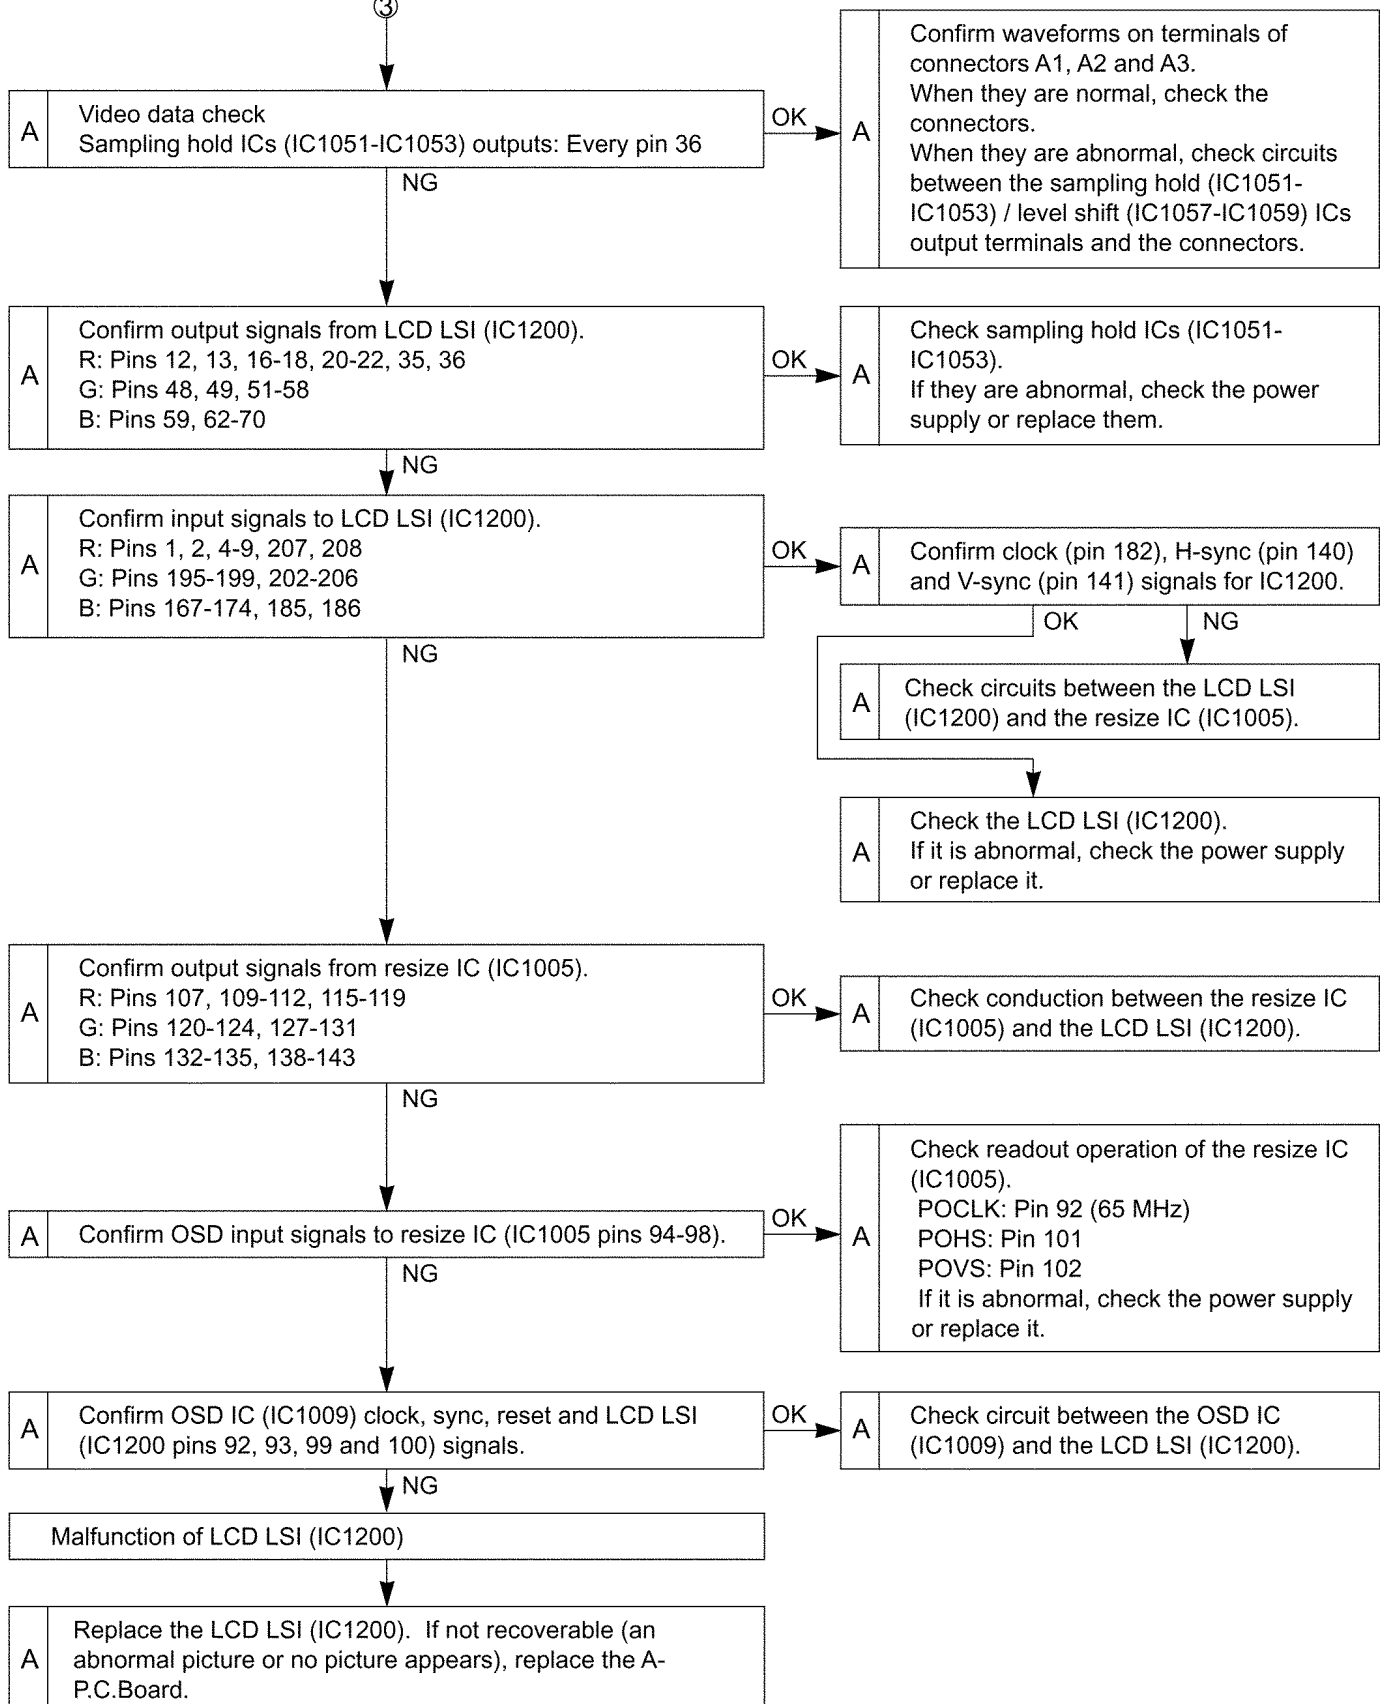 ③
A
Video data check
Sampling hold ICs (IC1051-IC1053) outputs: Every pin 36
OK
A
Confirm waveforms on terminals of
connectors A1, A2 and A3.
When they are normal, check the
connectors.
When they are abnormal, check circuits
between the sampling hold (IC1051-
IC1053) / level shift (IC1057-IC1059) ICs
output terminals and the connectors.
NG
A
Confirm output signals from LCD LSI (IC1200).
R: Pins 12, 13, 16-18, 20-22, 35, 36
G: Pins 48, 49, 51-58
B: Pins 59, 62-70
OK
A
Check sampling hold ICs (IC1051-
IC1053).
If they are abnormal, check the power
supply or replace them.
NG
A
Confirm input signals to LCD LSI (IC1200).
R: Pins 1, 2, 4-9, 207, 208
G: Pins 195-199, 202-206
B: Pins 167-174, 185, 186
OK
A
Confirm clock (pin 182), H-sync (pin 140)
and V-sync (pin 141) signals for IC1200.
OK
NG
A
Check circuits between the LCD LSI
(IC1200) and the resize IC (IC1005).
A
Check the LCD LSI (IC1200).
If it is abnormal, check the power supply
or replace it.
NG
A
Confirm output signals from resize IC (IC1005).
R: Pins 107, 109-112, 115-119
G: Pins 120-124, 127-131
B: Pins 132-135, 138-143
OK
A
Check conduction between the resize IC
(IC1005) and the LCD LSI (IC1200).
NG
A
Confirm OSD input signals to resize IC (IC1005 pins 94-98).
OK
A
Check readout operation of the resize IC
(IC1005).
POCLK: Pin 92 (65 MHz)
POHS: Pin 101
POVS: Pin 102
If it is abnormal, check the power supply
or replace it.
NG
A
Confirm OSD IC (IC1009) clock, sync, reset and LCD LSI
(IC1200 pins 92, 93, 99 and 100) signals.
OK
A
Check circuit between the OSD IC
(IC1009) and the LCD LSI (IC1200).
NG
Malfunction of LCD LSI (IC1200)
A
Replace the LCD LSI (IC1200). If not recoverable (an
abnormal picture or no picture appears), replace the A-
P.C.Board.